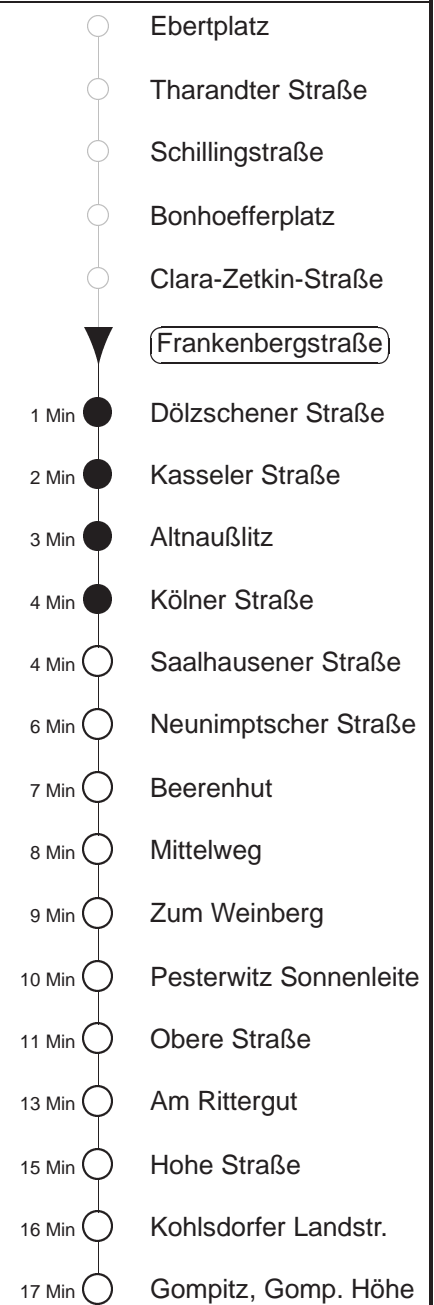 Ebertplatz
Tharandter Straße
Schillingstraße
Bonhoefferplatz
Clara-Zetkin-Straße
Frankenbergstraße
1 Min Dölzschener Straße
2 Min Kasseler Straße
3 Min Altnaußlitz
4 Min Kölner Straße
4 Min Saalhausener Straße
6 Min Neunimptscher Straße
7 Min Beerenhut
8 Min Mittelweg
9 Min Zum Weinberg
10 Min Pesterwitz Sonnenleite
11 Min Obere Straße
13 Min Am Rittergut
15 Min Hohe Straße
16 Min Kohlsdorfer Landstr.
17 Min Gompitz, Gomp. Höhe